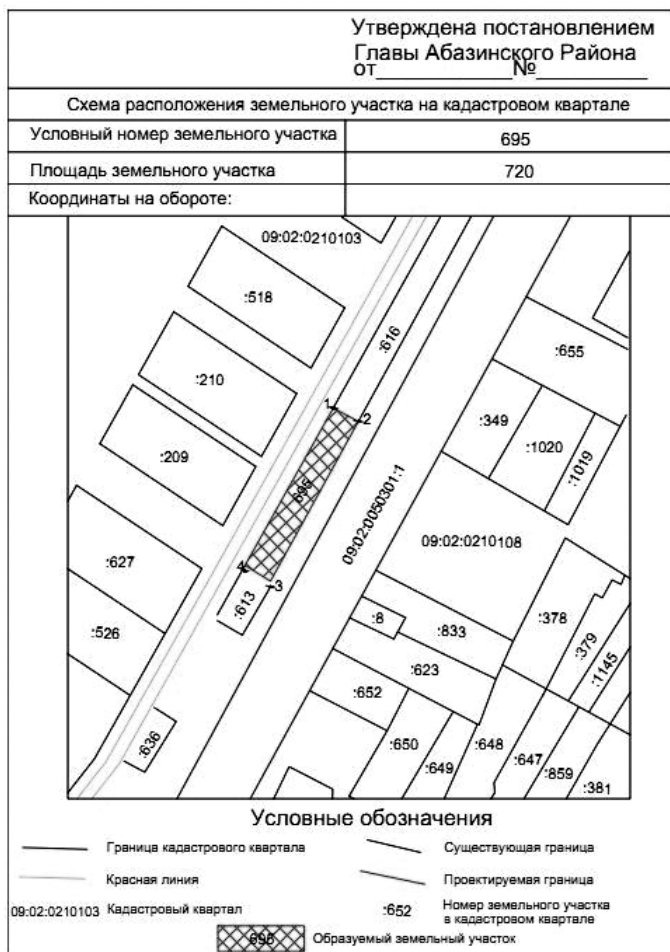 Утверждена постановлением
Главы Абазинского Района
от____________№__________
Схема расположения земельного участка на кадастровом квартале
Условный номер земельного участка 695
Площадь земельного участка 720
Координаты на обороте:
09:02:0210103
:518
:616
:210
:655
1
2
:349
:209
:1020
:1019
695
09:02:0050301:1
09:02:0210108
:627
4
3
:613
:8
:378
:526
:833
:379
:623
:1145
:652
:636
:650
:648
:649
:647
:859
:381
Условные обозначения
Граница кадастрового квартала
Существующая граница
Красная линия
Проектируемая граница
09:02:0210103 Кадастровый квартал
:652 Номер земельного участка
в кадастровом квартале
695 Образуемый земельный участок